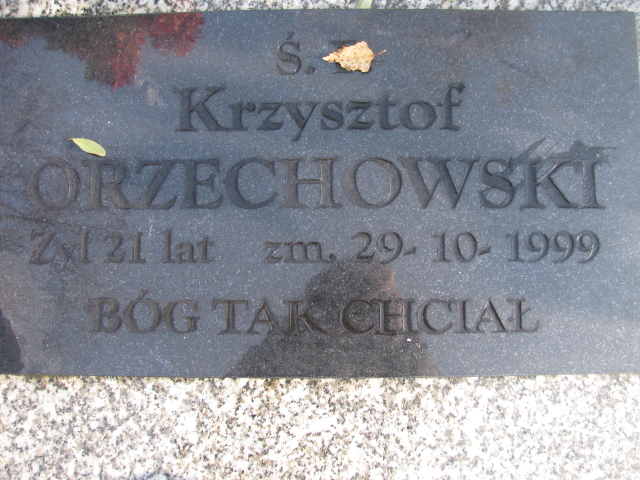 Ś.
Krzysztof
ORZECHOWSKI
Żył 21 lat zm. 29-10-1999
BÓG TAK CHCIAŁ